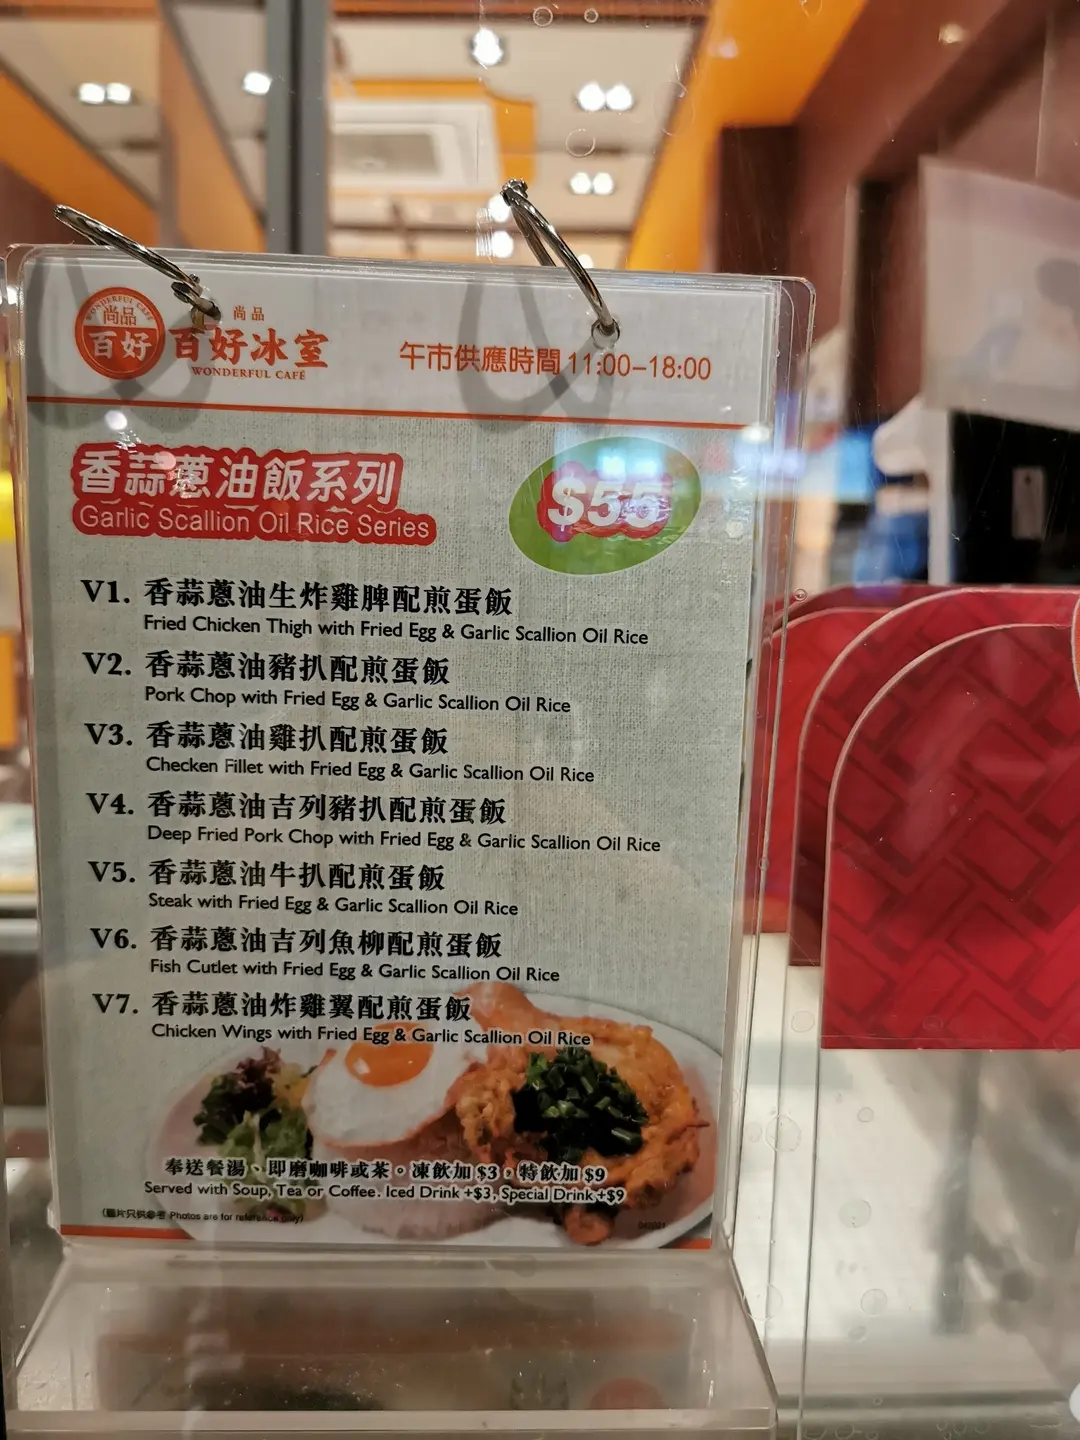 WONDERFUL CAFÉ
尚品
百好
尚品
百好冰室
WONDERFUL CAFÉ
午市供應時間 11:00–18:00
香蒜蔥油飯系列
Garlic Scallion Oil Rice Series
$55
V1. 香蒜蔥油生炸雞脾配煎蛋飯
Fried Chicken Thigh with Fried Egg & Garlic Scallion Oil Rice
V2. 香蒜蔥油豬扒配煎蛋飯
Pork Chop with Fried Egg & Garlic Scallion Oil Rice
V3. 香蒜蔥油雞扒配煎蛋飯
Checken Fillet with Fried Egg & Garlic Scallion Oil Rice
V4. 香蒜蔥油吉列豬扒配煎蛋飯
Deep Fried Pork Chop with Fried Egg & Garlic Scallion Oil Rice
V5. 香蒜蔥油牛扒配煎蛋飯
Steak with Fried Egg & Garlic Scallion Oil Rice
V6. 香蒜蔥油吉列魚柳配煎蛋飯
Fish Cutlet with Fried Egg & Garlic Scallion Oil Rice
V7. 香蒜蔥油炸雞翼配煎蛋飯
Chicken Wings with Fried Egg & Garlic Scallion Oil Rice
奉送餐湯、即磨咖啡或茶。凍飲加 $3。特飲加 $9
Served with Soup, Tea or Coffee. Iced Drink +$3, Special Drink +$9
(圖片只供參考 Photos are for reference only)